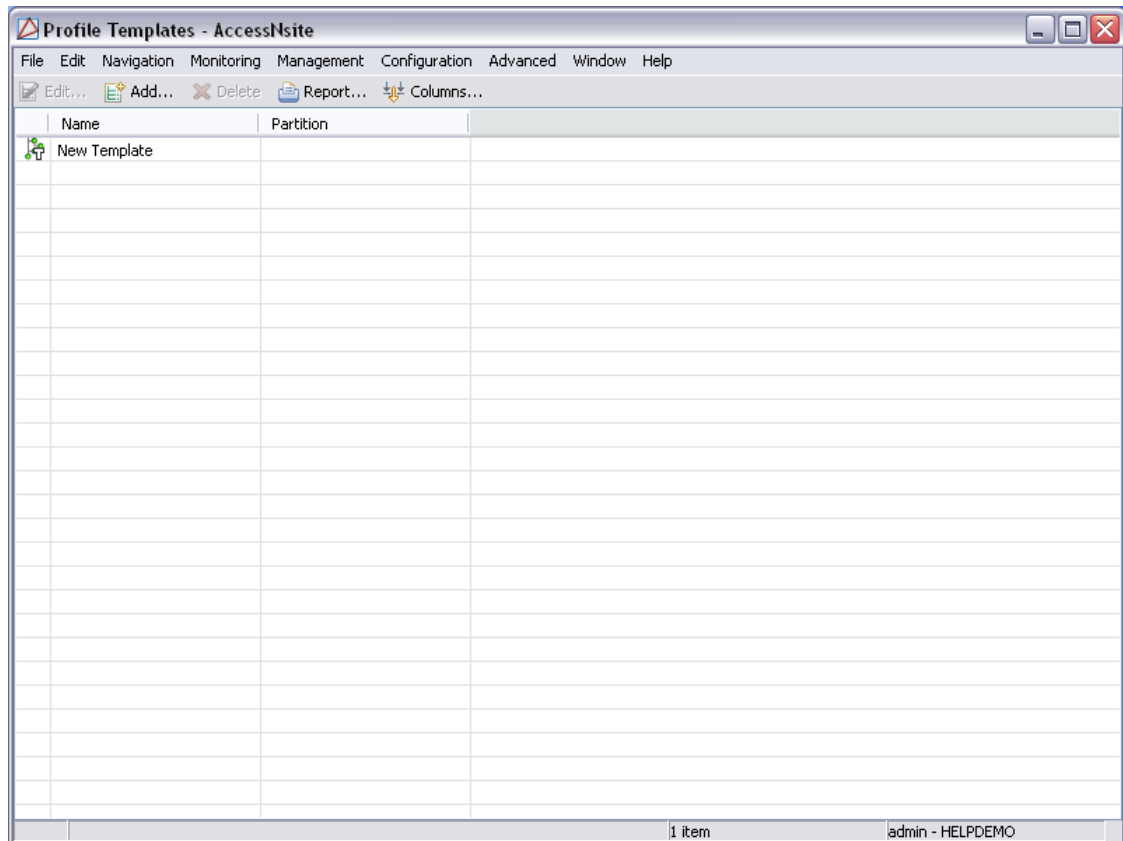 Profile Templates - AccessNsite
File Edit Navigation Monitoring Management Configuration Advanced Window Help
Edit... Add... Delete Report... Columns...
Name Partition
New Template
1 item admin - HELPDEMO